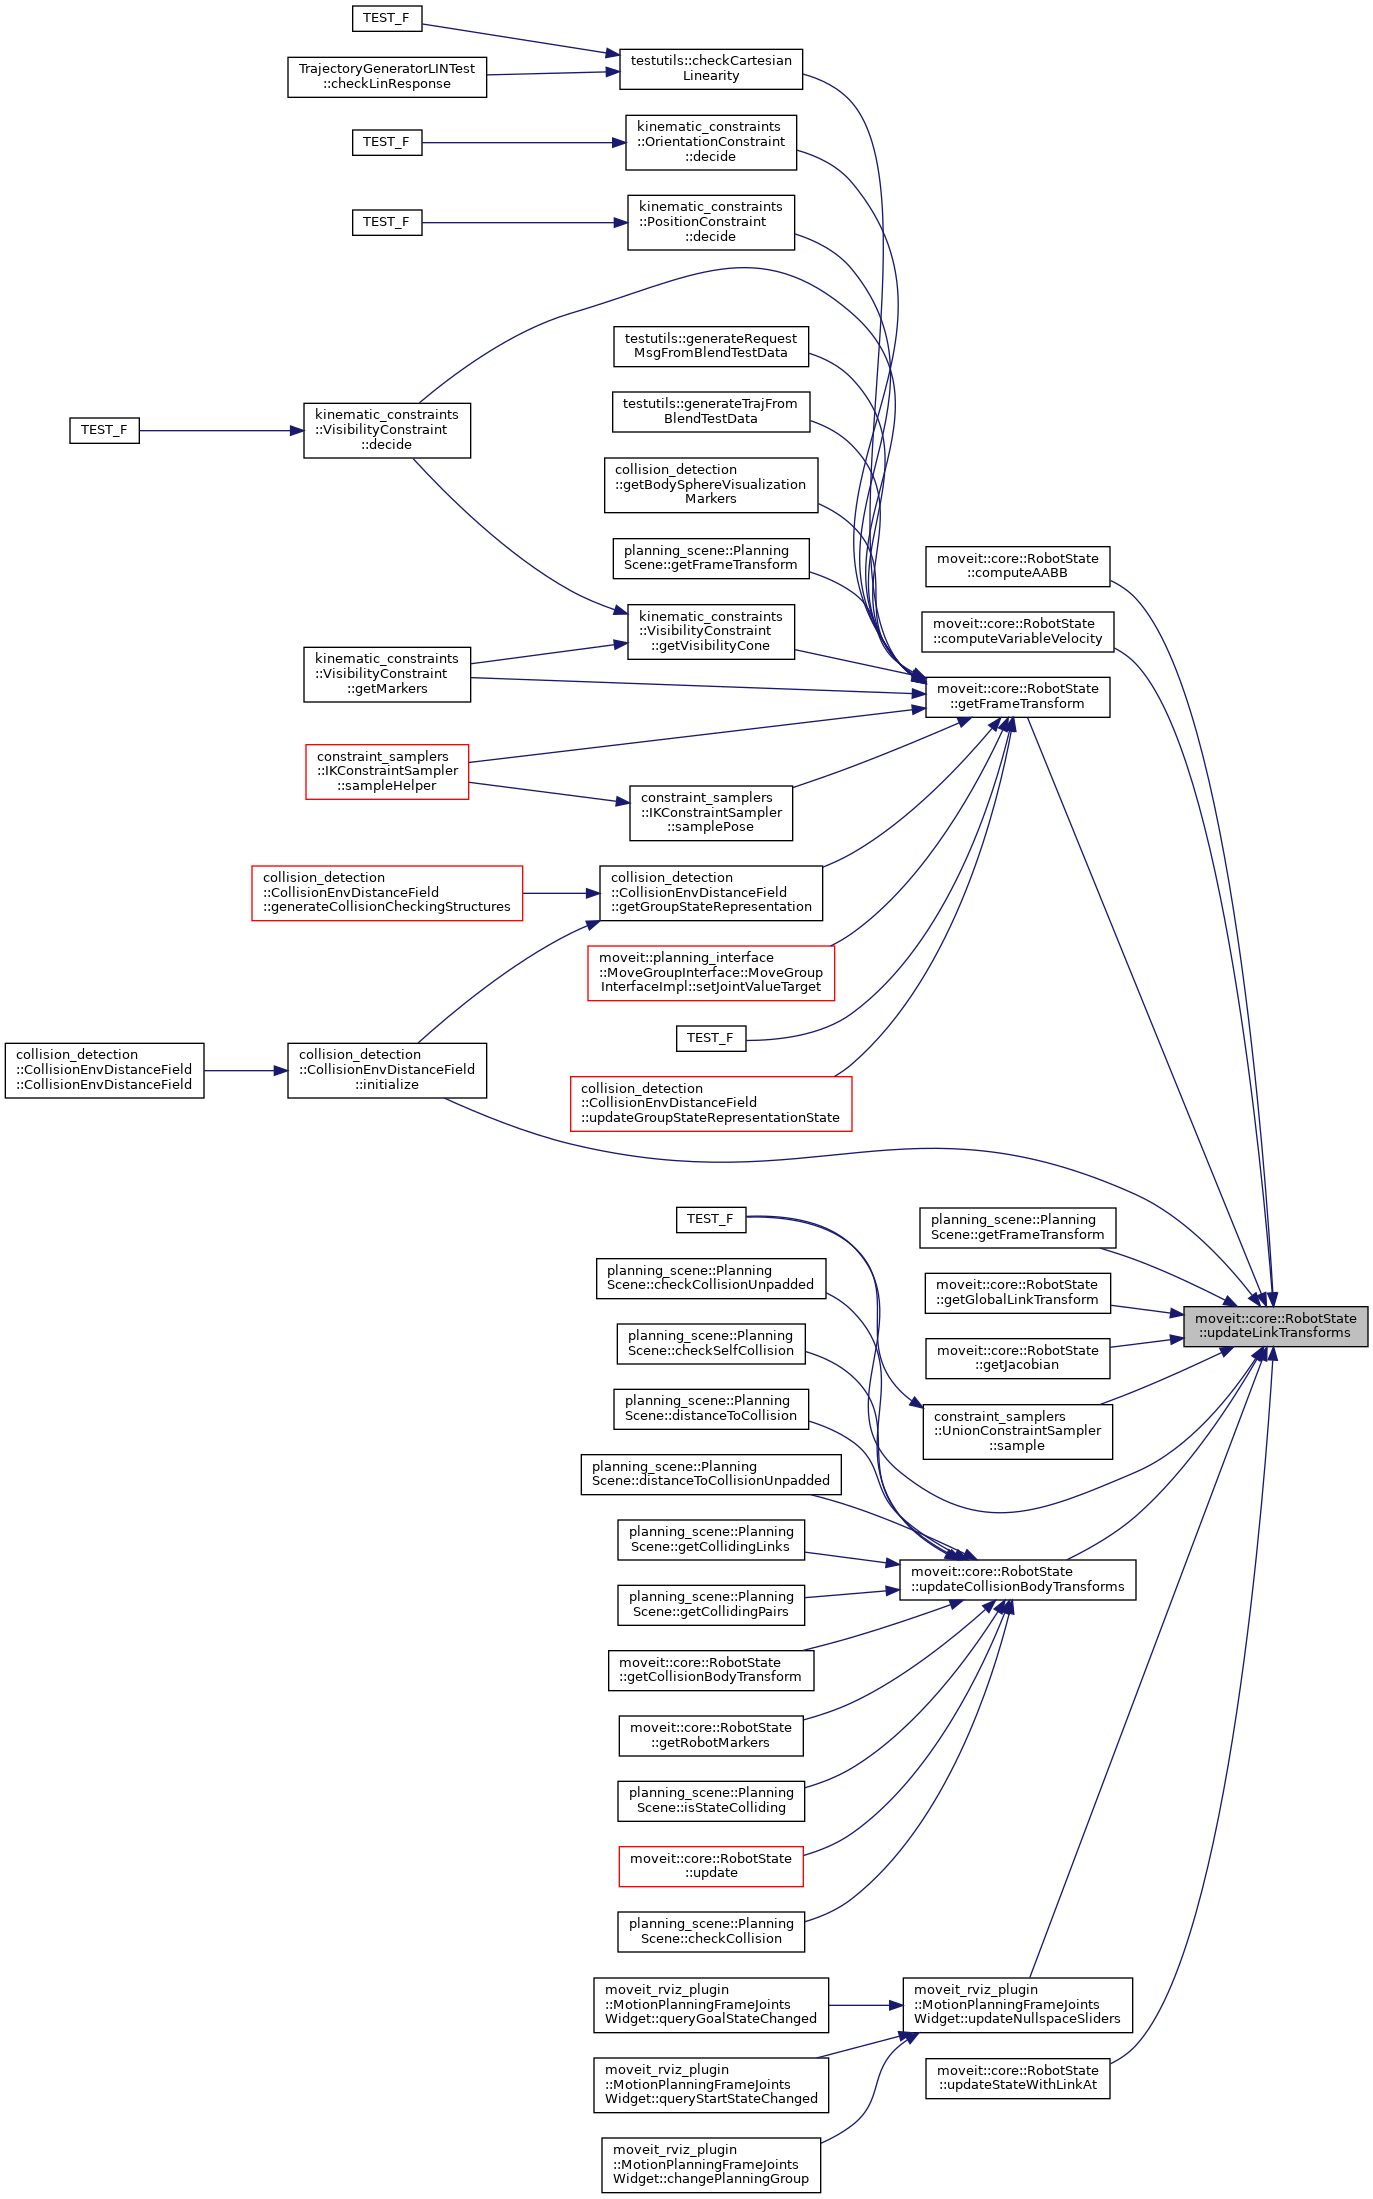 TEST_F
testutils::checkCartesian
Linearity
TrajectoryGeneratorLINTest
::checkLinResponse
kinematic_constraints
::OrientationConstraint
::decide
TEST_F
kinematic_constraints
::PositionConstraint
::decide
TEST_F
testutils::generateRequest
MsgFromBlendTestData
testutils::generateTrajFrom
BlendTestData
kinematic_constraints
::VisibilityConstraint
::decide
TEST_F
collision_detection
::getBodySphereVisualization
Markers
planning_scene::Planning
Scene::getFrameTransform
moveit::core::RobotState
::computeAABB
kinematic_constraints
::VisibilityConstraint
::getVisibilityCone
moveit::core::RobotState
::computeVariableVelocity
kinematic_constraints
::VisibilityConstraint
::getMarkers
moveit::core::RobotState
::getFrameTransform
constraint_samplers
::IKConstraintSampler
::sampleHelper
constraint_samplers
::IKConstraintSampler
::samplePose
collision_detection
::CollisionEnvDistanceField
::generateCollisionCheckingStructures
collision_detection
::CollisionEnvDistanceField
::getGroupStateRepresentation
moveit::planning_interface
::MoveGroupInterface::MoveGroup
InterfaceImpl::setJointValueTarget
TEST_F
collision_detection
::CollisionEnvDistanceField
::CollisionEnvDistanceField
collision_detection
::CollisionEnvDistanceField
::initialize
collision_detection
::CollisionEnvDistanceField
::updateGroupStateRepresentationState
TEST_F
planning_scene::Planning
Scene::getFrameTransform
planning_scene::Planning
Scene::checkCollisionUnpadded
moveit::core::RobotState
::getGlobalLinkTransform
moveit::core::RobotState
::updateLinkTransforms
planning_scene::Planning
Scene::checkSelfCollision
moveit::core::RobotState
::getJacobian
planning_scene::Planning
Scene::distanceToCollision
constraint_samplers
::UnionConstraintSampler
::sample
planning_scene::Planning
Scene::distanceToCollisionUnpadded
planning_scene::Planning
Scene::getCollidingLinks
moveit::core::RobotState
::updateCollisionBodyTransforms
planning_scene::Planning
Scene::getCollidingPairs
moveit::core::RobotState
::getCollisionBodyTransform
moveit::core::RobotState
::getRobotMarkers
planning_scene::Planning
Scene::isStateColliding
moveit::core::RobotState
::update
planning_scene::Planning
Scene::checkCollision
moveit_rviz_plugin
::MotionPlanningFrameJoints
Widget::queryGoalStateChanged
moveit_rviz_plugin
::MotionPlanningFrameJoints
Widget::updateNullspaceSliders
moveit_rviz_plugin
::MotionPlanningFrameJoints
Widget::queryStartStateChanged
moveit::core::RobotState
::updateStateWithLinkAt
moveit_rviz_plugin
::MotionPlanningFrameJoints
Widget::changePlanningGroup